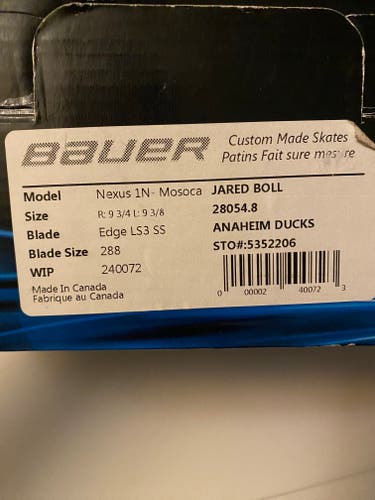 BAUER
Custom Made Skates
Patins Fait sure mesure
Model Nexus 1N- Mosoca JARED BOLL
Size R: 9 3/4 L: 9 3/8 28054.8
Blade Edge LS3 SS ANAHEIM DUCKS
Blade Size 288 STO#:5352206
WIP 240072
Made In Canada
Fabrique au Canada
0 00002 40072 3